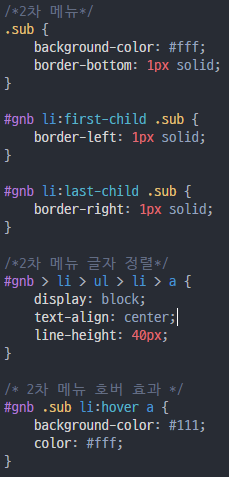 /*2차 메뉴*/
.sub {
    background-color: #fff;
    border-bottom: 1px solid;
}

#gnb li:first-child .sub {
    border-left: 1px solid;
}

#gnb li:last-child .sub {
    border-right: 1px solid;
}

/*2차 메뉴 글자 정렬*/
#gnb > li > ul > li > a {
    display: block;
    text-align: center;
    line-height: 40px;
}

/* 2차 메뉴 호버 효과 */
#gnb .sub li:hover a {
    background-color: #111;
    color: #fff;
}